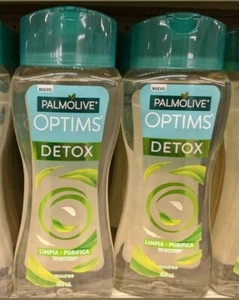 NUEVO
PALMOLIVE
OPTIMS
DETOX
LIMPIA Y PURIFICA
NUEVO
PALMOLIVE
OPTIMS
DETOX
LIMPIA Y PURIFICA